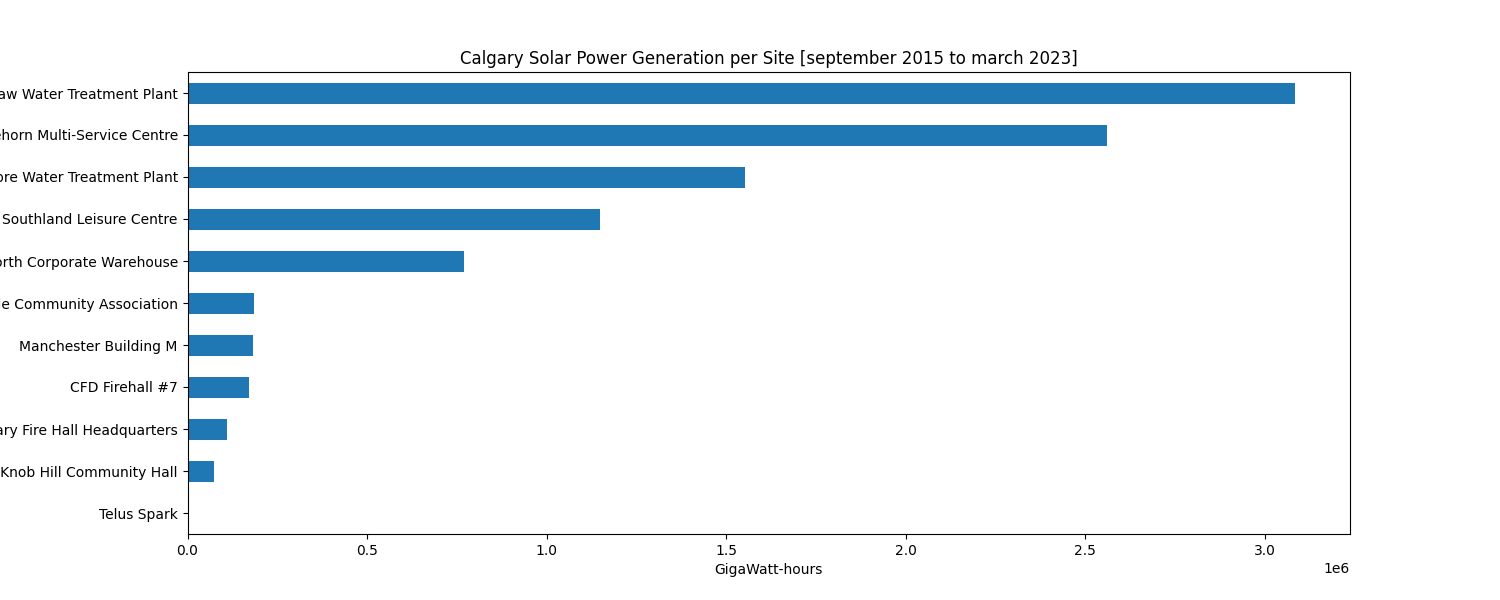 Calgary Solar Power Generation per Site [september 2015 to march 2023]
aw Water Treatment Plant
horn Multi-Service Centre
ore Water Treatment Plant
Southland Leisure Centre
orth Corporate Warehouse
e Community Association
Manchester Building M
CFD Firehall #7
ary Fire Hall Headquarters
Knob Hill Community Hall
Telus Spark
0.0 0.5 1.0 1.5 2.0 2.5 3.0
GigaWatt-hours
1e6